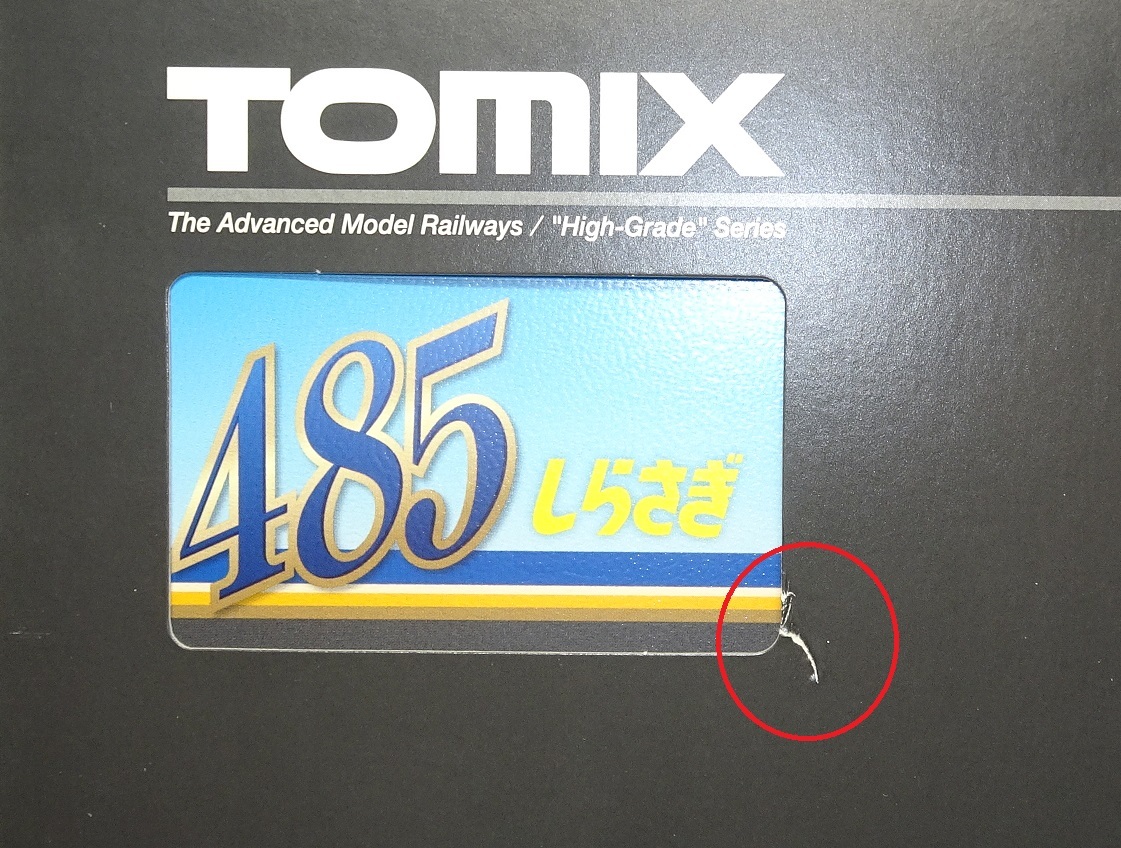 TOMIX
The Advanced Model Railways / "High-Grade" Series
485
しらさぎ